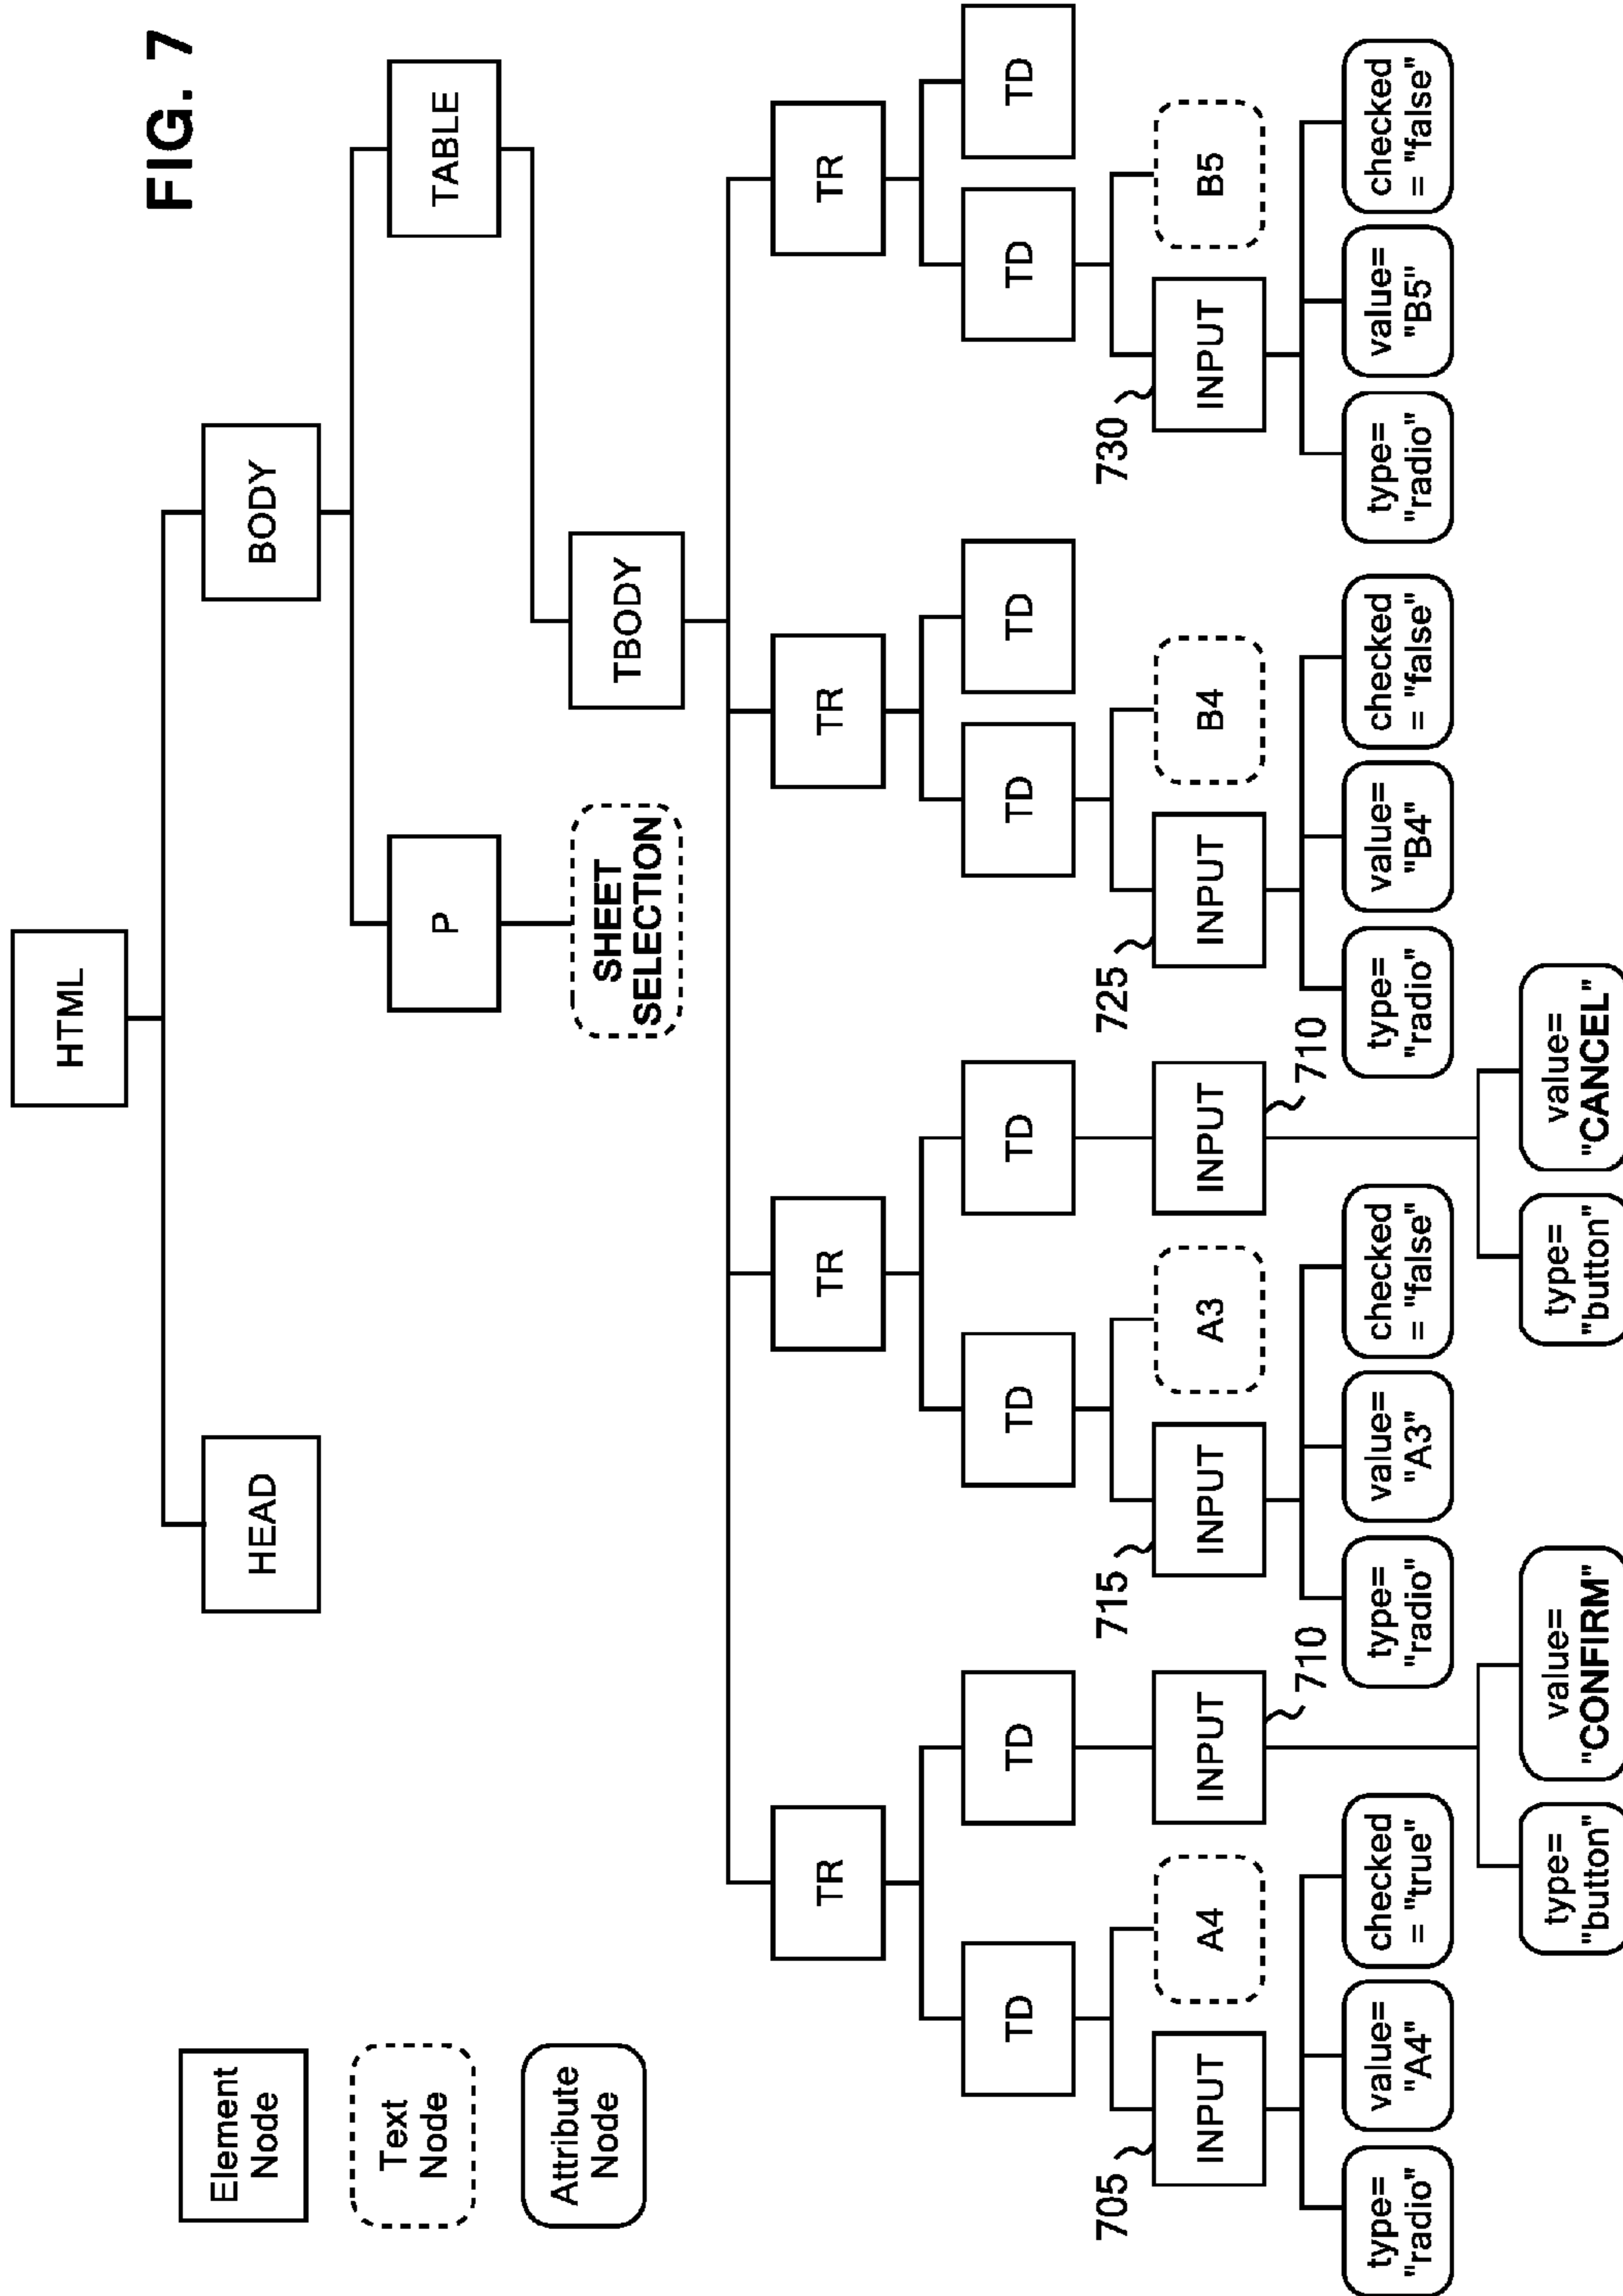 FIG. 7
Element
Node
Text
Node
Attribute
Node
HTML
HEAD
BODY
P
TABLE
SHEET
SELECTION
TBODY
TR
TR
TR
TR
TD
TD
TD
TD
TD
TD
TD
TD
705
INPUT
A4
INPUT
710
715
INPUT
A3
INPUT
710
725
INPUT
B4
730
INPUT
B5
type=
"radio"
value=
"A4"
checked
= "true"
type=
"radio"
value=
"A3"
checked
= "false"
type=
"radio"
value=
"B4"
checked
= "false"
type=
"radio"
value=
"B5"
checked
= "false"
type=
"button"
value=
"CONFIRM"
type=
"button"
value=
"CANCEL"